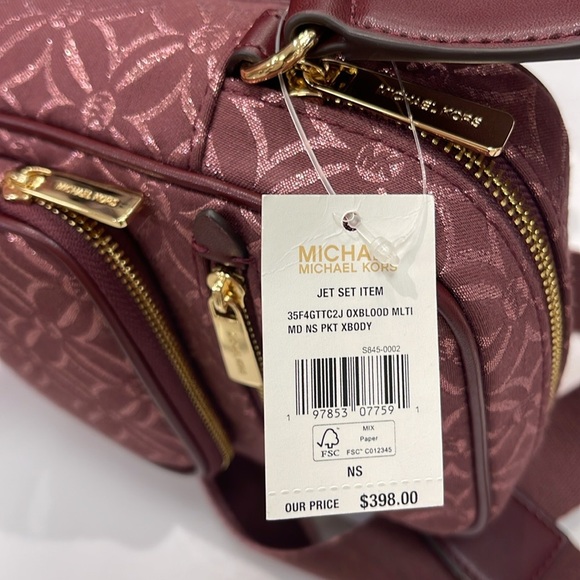 MICHAEL KORS
MICHAEL KORS
MICHAEL
MICHAEL KORS
JET SET ITEM
35F4GTTC2J OXBLOOD MLTI
MD NS PKT XBODY
S845-0002
1 97853 07759 1
MIX
Paper
FSC
FSC™ C012345
NS
OUR PRICE $398.00